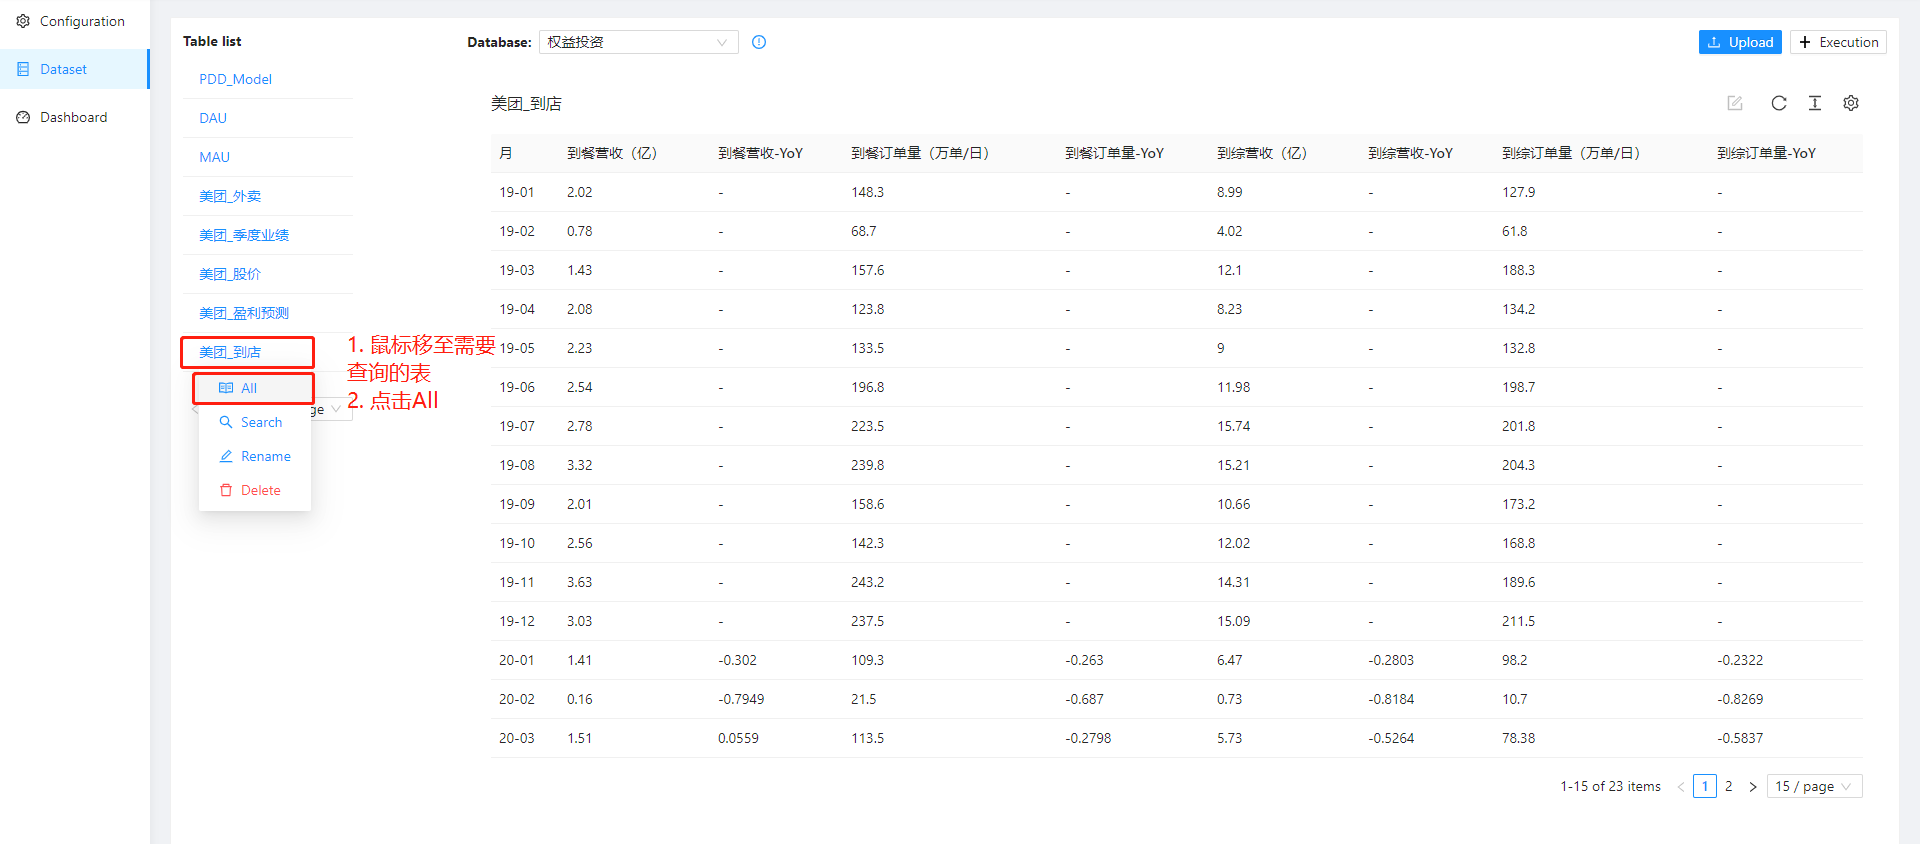 Configuration
Dataset
Dashboard
Table list
PDD_Model
DAU
MAU
美团_外卖
美团_季度业绩
美团_股价
美团_盈利预测
美团_到店
All
ge
Search
Rename
Delete
1. 鼠标移至需要
查询的表
2. 点击All
Database: 权益投资
Upload
Execution
美团_到店
月 到餐营收（亿） 到餐营收-YoY 到餐订单量（万单/日） 到餐订单量-YoY 到综营收（亿） 到综营收-YoY 到综订单量（万单/日） 到综订单量-YoY
19-01 2.02 - 148.3 - 8.99 - 127.9 -
19-02 0.78 - 68.7 - 4.02 - 61.8 -
19-03 1.43 - 157.6 - 12.1 - 188.3 -
19-04 2.08 - 123.8 - 8.23 - 134.2 -
19-05 2.23 - 133.5 - 9 - 132.8 -
19-06 2.54 - 196.8 - 11.98 - 198.7 -
19-07 2.78 - 223.5 - 15.74 - 201.8 -
19-08 3.32 - 239.8 - 15.21 - 204.3 -
19-09 2.01 - 158.6 - 10.66 - 173.2 -
19-10 2.56 - 142.3 - 12.02 - 168.8 -
19-11 3.63 - 243.2 - 14.31 - 189.6 -
19-12 3.03 - 237.5 - 15.09 - 211.5 -
20-01 1.41 -0.302 109.3 -0.263 6.47 -0.2803 98.2 -0.2322
20-02 0.16 -0.7949 21.5 -0.687 0.73 -0.8184 10.7 -0.8269
20-03 1.51 0.0559 113.5 -0.2798 5.73 -0.5264 78.38 -0.5837
1-15 of 23 items < 1 2 > 15 / page